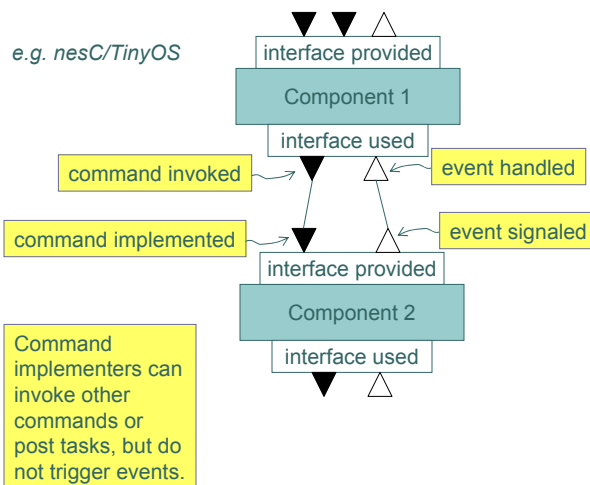 e.g. nesC/TinyOS
interface provided
Component 1
interface used
command invoked
event handled
command implemented
event signaled
interface provided
Component 2
interface used
Command
implementers can
invoke other
commands or
post tasks, but do
not trigger events.